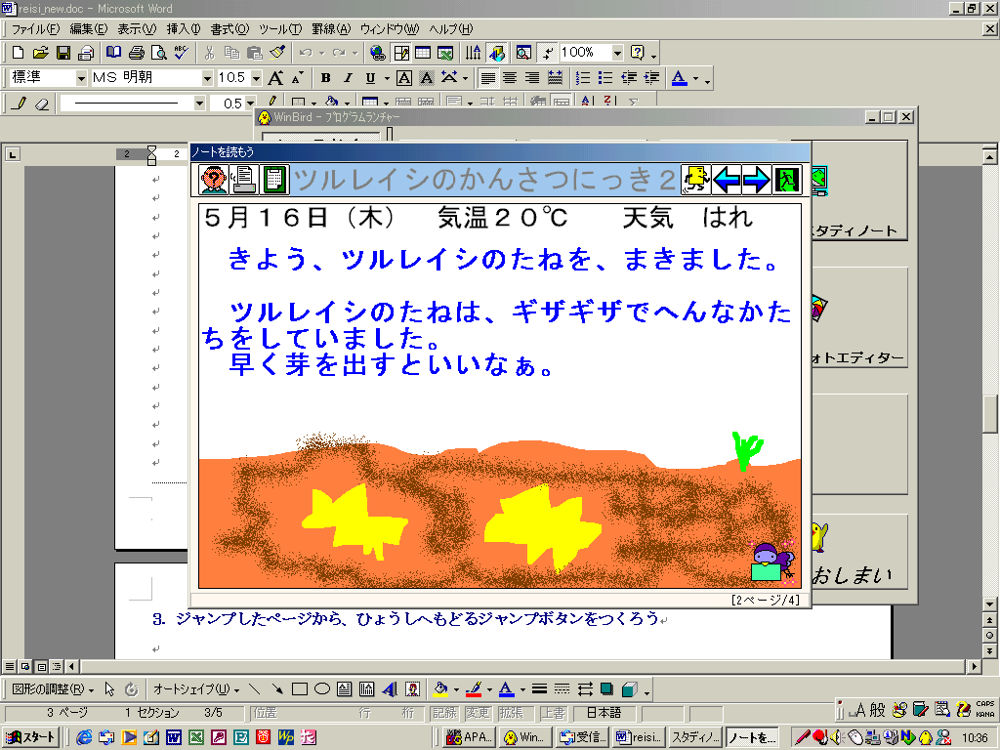 reisi_new.doc - Microsoft Word
ファイル(F) 編集(E) 表示(V) 挿入(I) 書式(O) ツール(T) 罫線(A) ウィンドウ(W) ヘルプ(H)
100%
標準 MS 明朝 10.5 B I U A A A
0.5
WinBird - プログラムランチャー
2 2
ノートを読もう
ツルレイシのかんさつにっき2
5月16日（木） 気温20℃ 天気 はれ
きよう、ツルレイシのたねを、まきました。
ツルレイシのたねは、ギザギザでへんなかた
ちをしていました。
早く芽を出すといいなぁ。
タディノート
ォトエディター
おしまい
[2ページ/4]
3. ジャンプしたページから、ひょうしへもどるジャンプボタンをつくろう
図形の調整(R) オートシェイプ(U)
3 ページ 1 セクション 3/5 位置 行 桁 記録 変更 拡張 上書 日本語
A 般 CAPS
KANA
スタート APA... Win... 受信... reisi... スタディノ... ノートを... 10:36